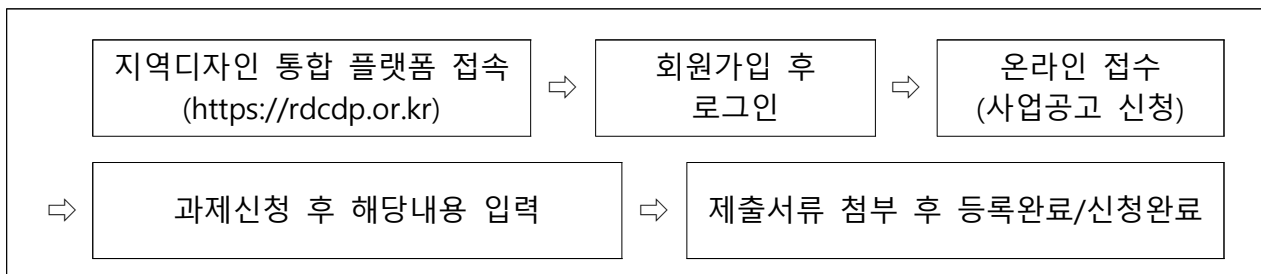 지역디자인 통합 플랫폼 접속
(https://rdcdp.or.kr)
⇨
회원가입 후
로그인
⇨
온라인 접수
(사업공고 신청)
⇨
과제신청 후 해당내용 입력
⇨
제출서류 첨부 후 등록완료/신청완료